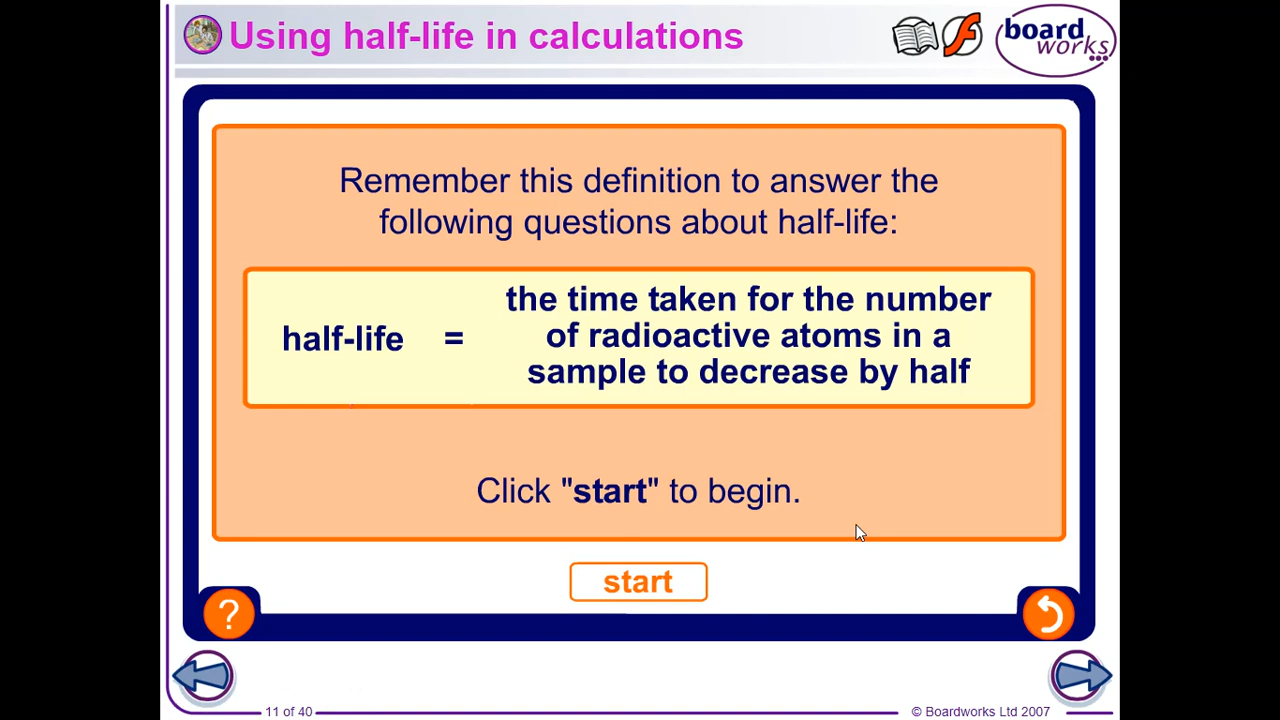 Using half-life in calculations
board
works
Remember this definition to answer the
following questions about half-life:
half-life = the time taken for the number
of radioactive atoms in a
sample to decrease by half
Click "start" to begin.
start
?
11 of 40
© Boardworks Ltd 2007